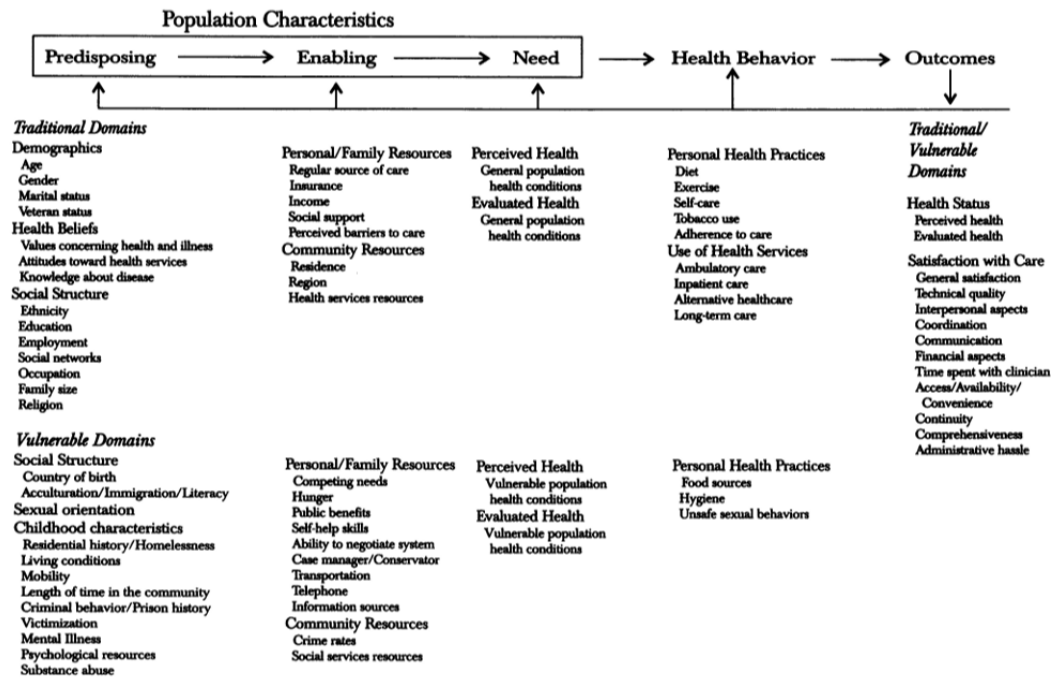 Population Characteristics
Predisposing
Enabling
Need
Health Behavior
Outcomes
Traditional Domains
Demographics
Age
Gender
Marital status
Veteran status
Health Beliefs
Values concerning health and illness
Attitudes toward health services
Knowledge about disease
Social Structure
Ethnicity
Education
Employment
Social networks
Occupation
Family size
Religion
Personal/Family Resources
Regular source of care
Insurance
Income
Social support
Perceived barriers to care
Community Resources
Residence
Region
Health services resources
Perceived Health
General population
health conditions
Evaluated Health
General population
health conditions
Personal Health Practices
Diet
Exercise
Self-care
Tobacco use
Adherence to care
Use of Health Services
Ambulatory care
Inpatient care
Alternative healthcare
Long-term care
Traditional/
Vulnerable
Domains
Health Status
Perceived health
Evaluated health
Satisfaction with Care
General satisfaction
Technical quality
Interpersonal aspects
Coordination
Communication
Financial aspects
Time spent with clinician
Access/Availability/
Convenience
Continuity
Comprehensiveness
Administrative hassle
Vulnerable Domains
Social Structure
Country of birth
Acculturation/Immigration/Literacy
Sexual orientation
Childhood characteristics
Residential history/Homelessness
Living conditions
Mobility
Length of time in the community
Criminal behavior/Prison history
Victimization
Mental Illness
Psychological resources
Substance abuse
Personal/Family Resources
Competing needs
Hunger
Public benefits
Self-help skills
Ability to negotiate system
Case manager/Conservator
Transportation
Telephone
Information sources
Community Resources
Crime rates
Social services resources
Perceived Health
Vulnerable population
health conditions
Evaluated Health
Vulnerable population
health conditions
Personal Health Practices
Food sources
Hygiene
Unsafe sexual behaviors